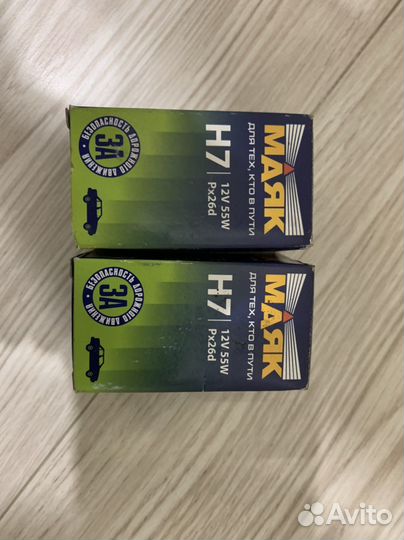 МАЯК
ДЛЯ ТЕХ, КТО В ПУТИ
H7
12V 55W
Px26d
БЕЗОПАСНОСТЬ ДОРОЖНОГО ДВИЖЕНИЯ
ЗА
МАЯК
ДЛЯ ТЕХ, КТО В ПУТИ
H7
12V 55W
Px26d
БЕЗОПАСНОСТЬ ДОРОЖНОГО ДВИЖЕНИЯ
ЗА
Avito